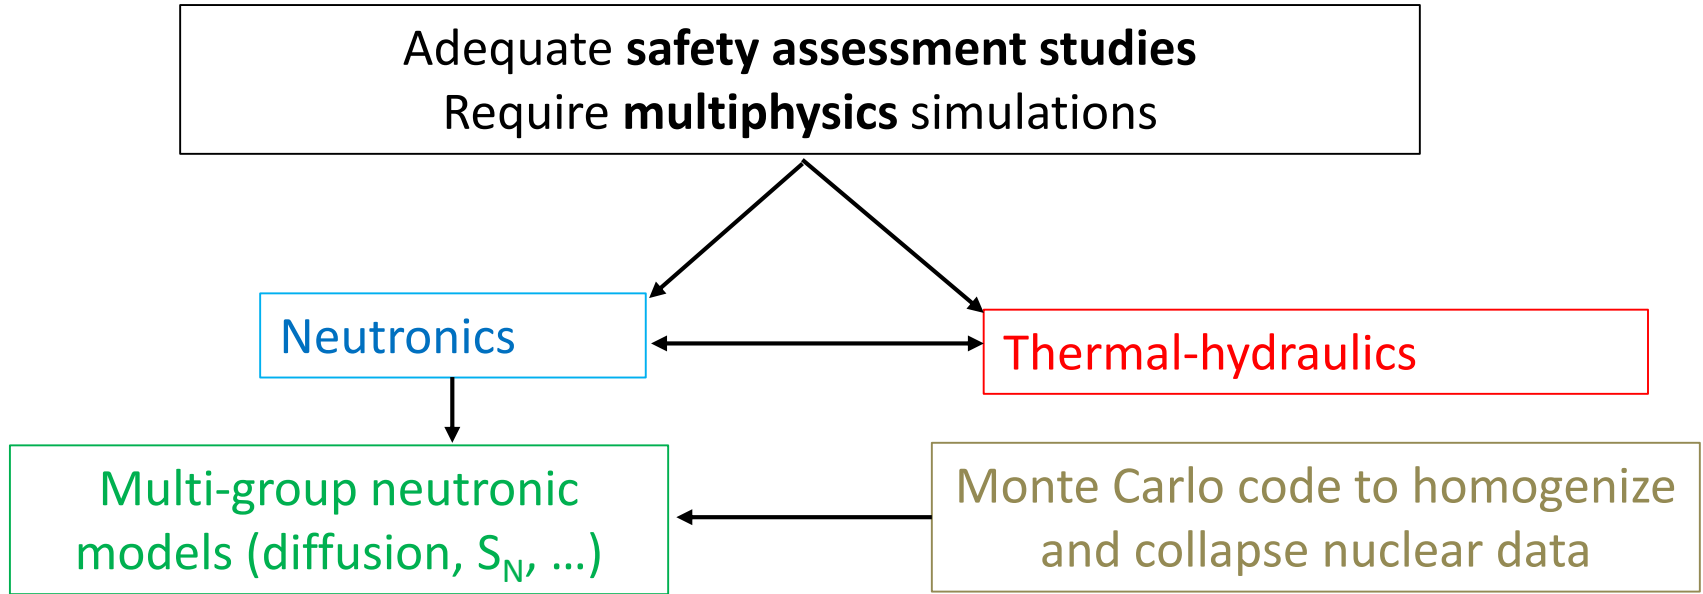 Adequate safety assessment studies
Require multiphysics simulations
Neutronics
Thermal-hydraulics
Multi-group neutronic
models (diffusion, S_N, ...)
Monte Carlo code to homogenize
and collapse nuclear data